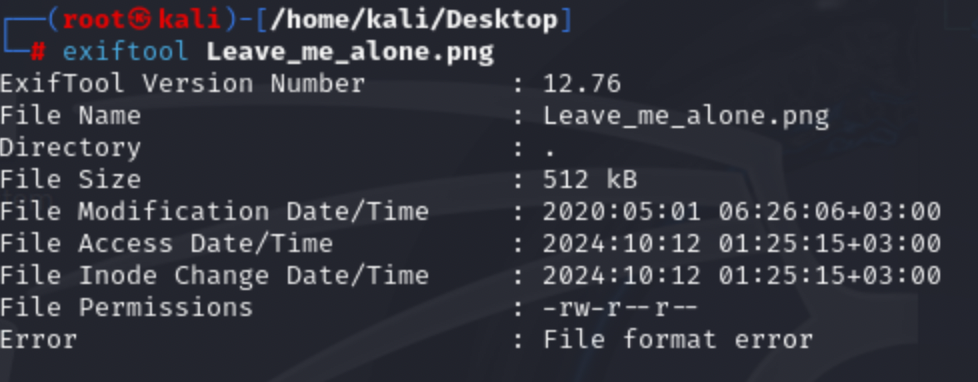 ┌──(root㉿kali)-[/home/kali/Desktop]
└─# exiftool Leave_me_alone.png
ExifTool Version Number : 12.76
File Name : Leave_me_alone.png
Directory : .
File Size : 512 kB
File Modification Date/Time : 2020:05:01 06:26:06+03:00
File Access Date/Time : 2024:10:12 01:25:15+03:00
File Inode Change Date/Time : 2024:10:12 01:25:15+03:00
File Permissions : -rw-r--r--
Error : File format error